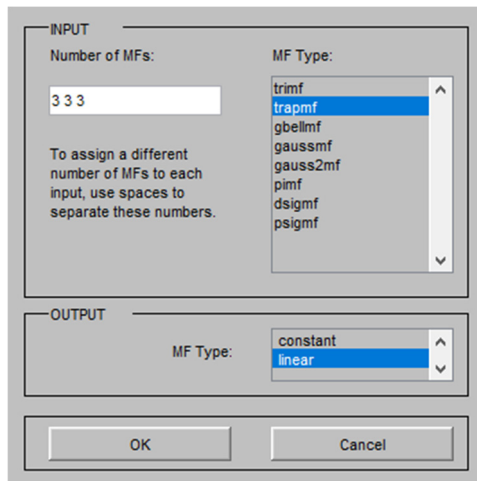 INPUT
Number of MFs:
3 3 3
To assign a different
number of MFs to each
input, use spaces to
separate these numbers.
MF Type:
trimf
trapmf
gbellmf
gaussmf
gauss2mf
pimf
dsigmf
psigmf
OUTPUT
MF Type:
constant
linear
OK
Cancel